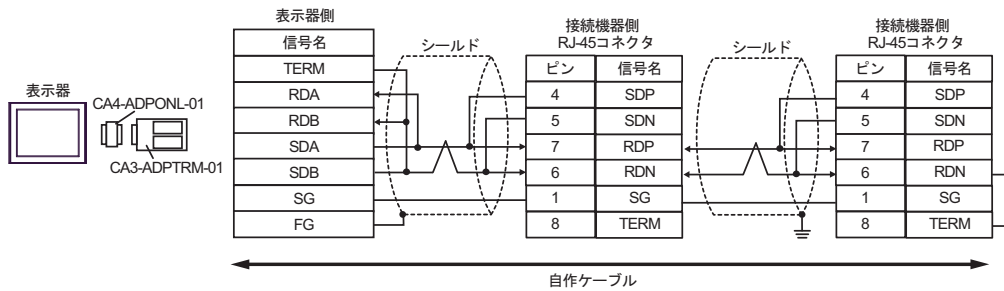 表示器
CA4-ADPONL-01
CA3-ADPTRM-01
表示器側
信号名
TERM
RDA
RDB
SDA
SDB
SG
FG
シールド
接続機器側
RJ-45コネクタ
ピン 信号名
4 SDP
5 SDN
7 RDP
6 RDN
1 SG
8 TERM
シールド
接続機器側
RJ-45コネクタ
ピン 信号名
4 SDP
5 SDN
7 RDP
6 RDN
1 SG
8 TERM
自作ケーブル